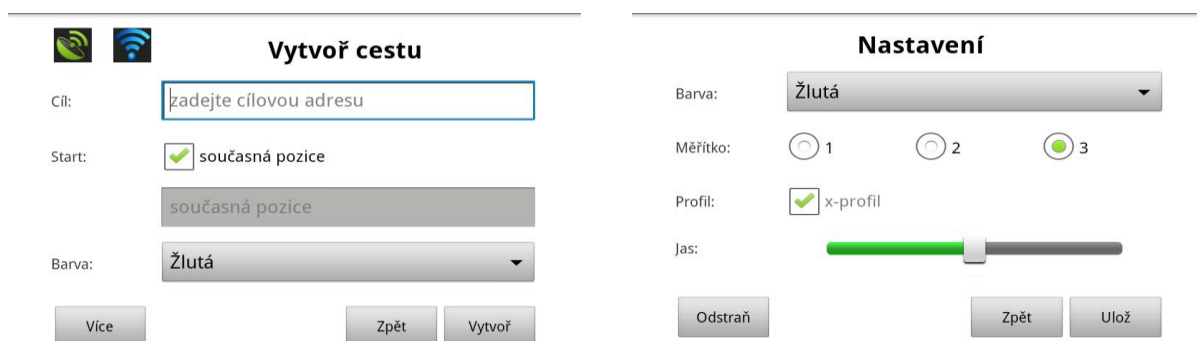 Vytvoř cestu
Cíl: zadejte cílovou adresu
Start: současná pozice
současná pozice
Barva: Žlutá
Více Zpět Vytvoř
Nastavení
Barva: Žlutá
Měřítko: 1 2 3
Profil: x-profil
Jas:
Odstraň Zpět Ulož